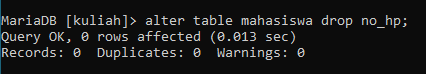 MariaDB [kuliah]> alter table mahasiswa drop no_hp;
Query OK, 0 rows affected (0.013 sec)
Records: 0  Duplicates: 0  Warnings: 0